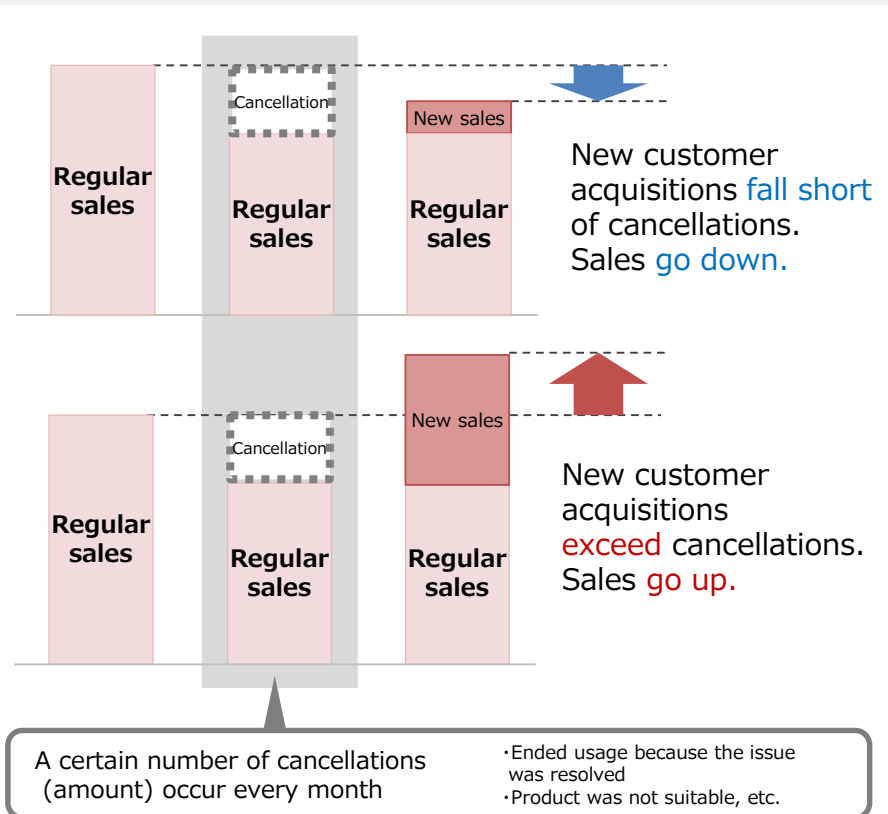 Cancellation
New sales
Regular
sales
Regular
sales
Regular
sales
New customer
acquisitions fall short
of cancellations.
Sales go down.
Cancellation
New sales
Regular
sales
Regular
sales
Regular
sales
New customer
acquisitions
exceed cancellations.
Sales go up.
A certain number of cancellations
(amount) occur every month
・Ended usage because the issue
was resolved
・Product was not suitable, etc.